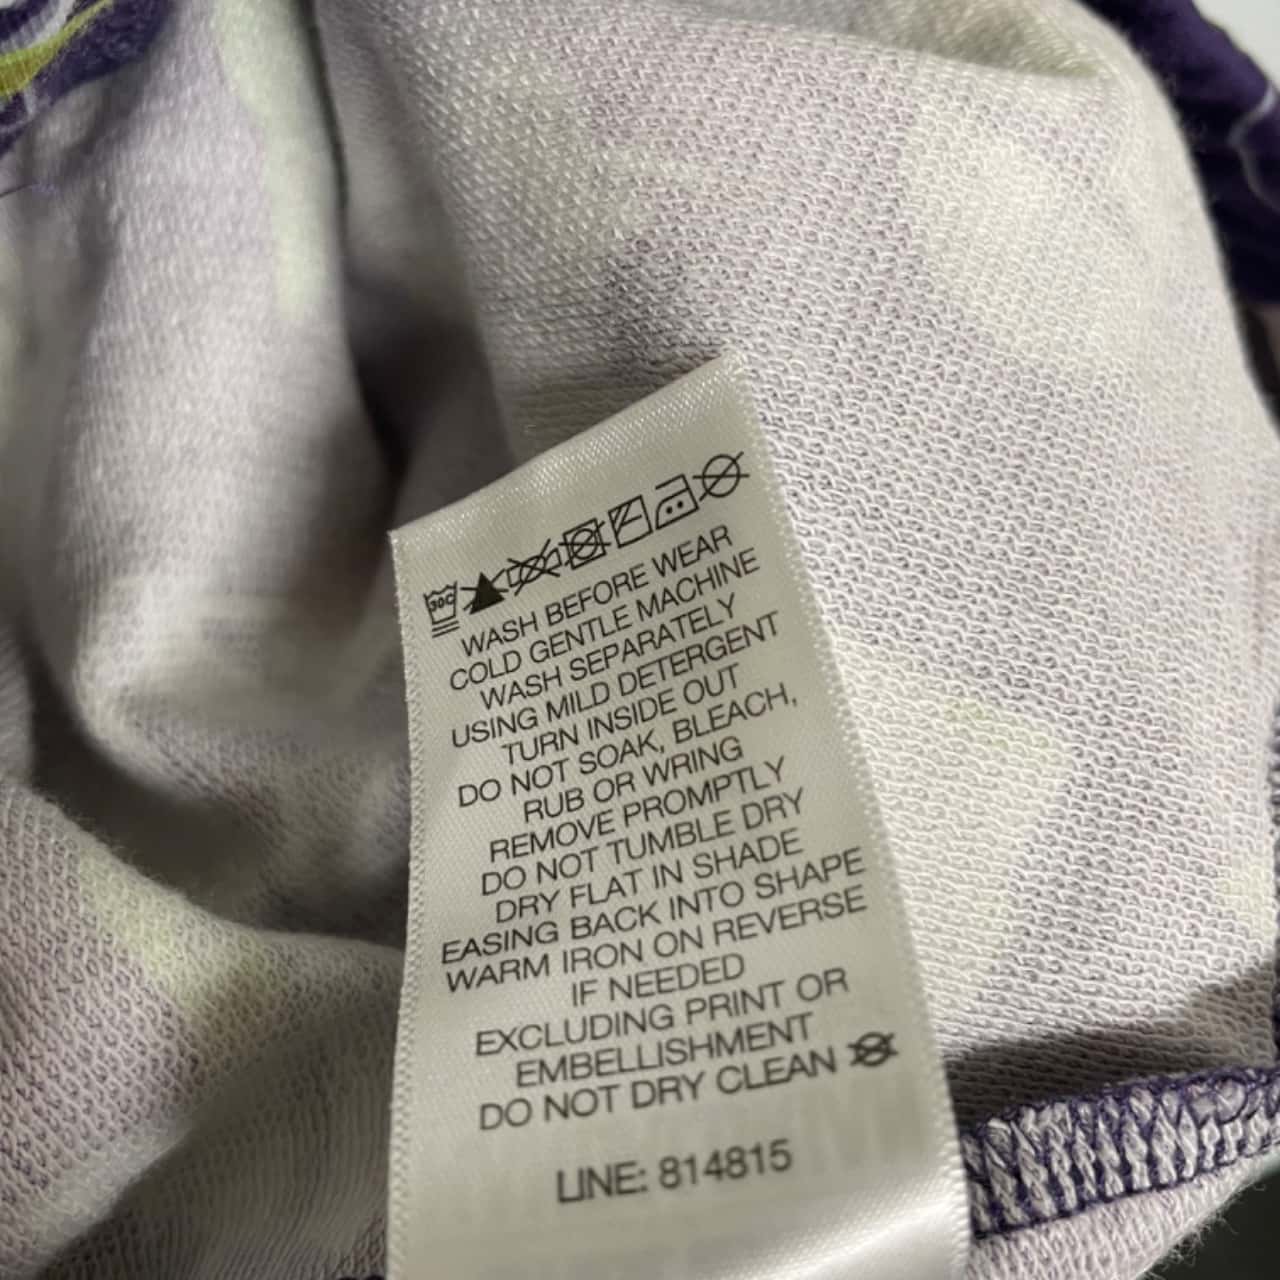 30C
WASH BEFORE WEAR
COLD GENTLE MACHINE
WASH SEPARATELY
USING MILD DETERGENT
TURN INSIDE OUT
DO NOT SOAK, BLEACH,
RUB OR WRING
REMOVE PROMPTLY
DO NOT TUMBLE DRY
DRY FLAT IN SHADE
EASING BACK INTO SHAPE
WARM IRON ON REVERSE
IF NEEDED
EXCLUDING PRINT OR
EMBELLISHMENT
DO NOT DRY CLEAN
LINE: 814815